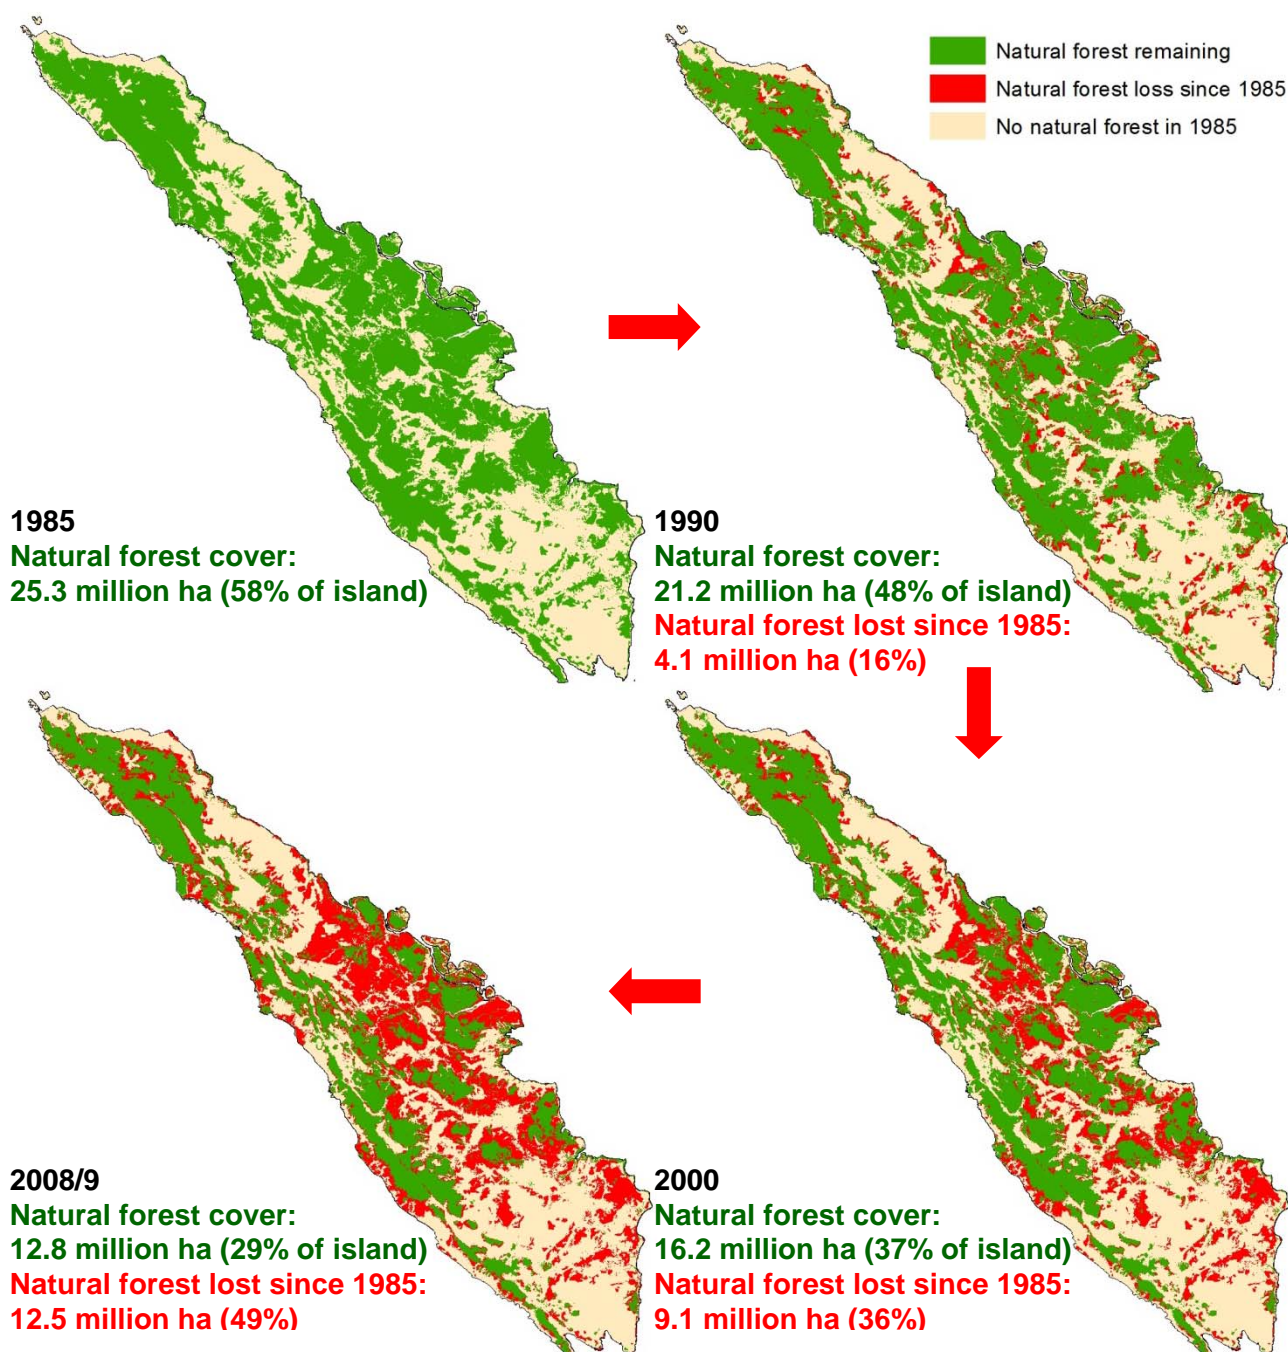 Natural forest remaining
Natural forest loss since 1985
No natural forest in 1985
1985
Natural forest cover:
25.3 million ha (58% of island)
1990
Natural forest cover:
21.2 million ha (48% of island)
Natural forest lost since 1985:
4.1 million ha (16%)
2008/9
Natural forest cover:
12.8 million ha (29% of island)
Natural forest lost since 1985:
12.5 million ha (49%)
2000
Natural forest cover:
16.2 million ha (37% of island)
Natural forest lost since 1985:
9.1 million ha (36%)